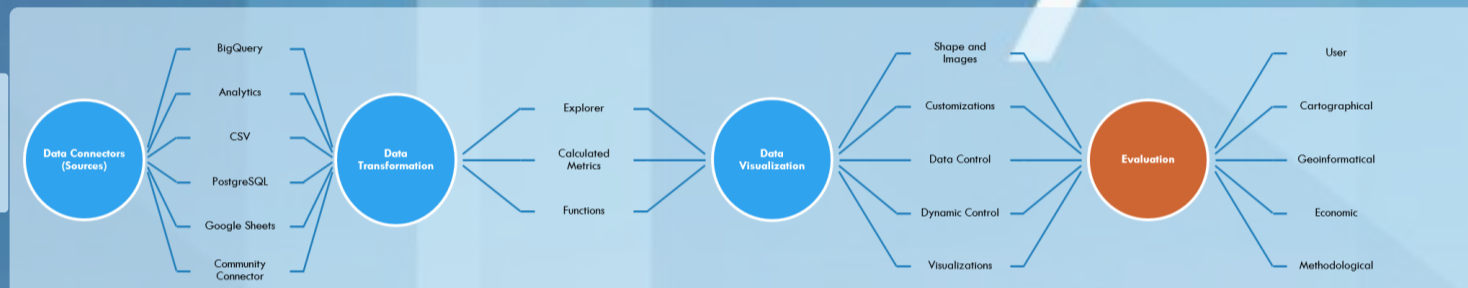 Data Connectors
(Sources)
BigQuery
Analytics
CSV
PostgreSQL
Google Sheets
Community
Connector
Data
Transformation
Explorer
Calculated
Metrics
Functions
Data
Visualization
Shape and
Images
Customizations
Data Control
Dynamic Control
Visualizations
Evaluation
User
Cartographical
Geoinformatical
Economic
Methodological